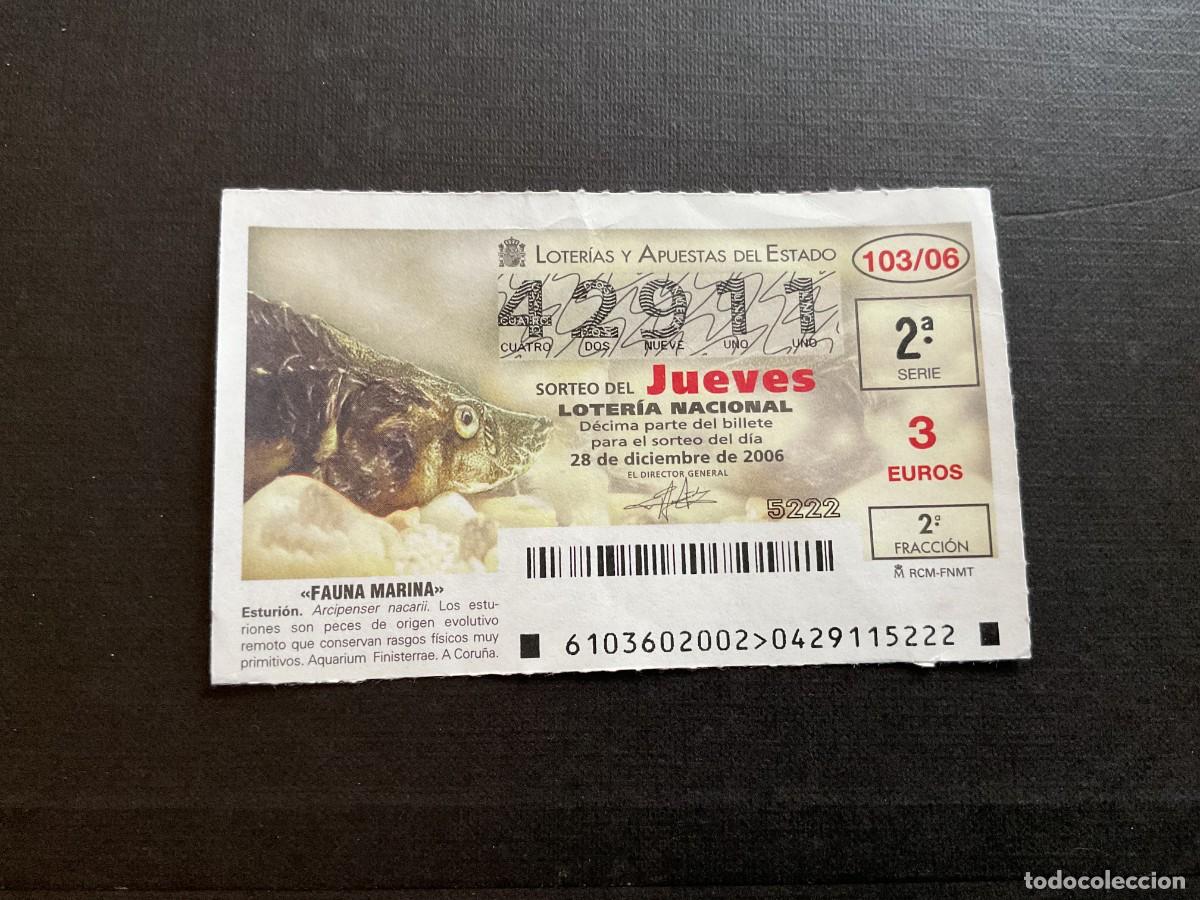 LOTERÍAS Y APUESTAS DEL ESTADO
103/06
42911
CUATRO
DOS
CUATRO DOS NUEVE UNO UNO
2ª.
SERIE
SORTEO DEL Jueves
LOTERÍA NACIONAL
Décima parte del billete
para el sorteo del día
28 de diciembre de 2006
EL DIRECTOR GENERAL
3
EUROS
5222
2ª
FRACCIÓN
RCM-FNMT
«FAUNA MARINA»
Esturión. Arcipenser nacarii. Los estu-
riones son peces de origen evolutivo
remoto que conservan rasgos físicos muy
primitivos. Aquarium Finisterrae. A Coruña.
6103602002>0429115222
todocoleccion